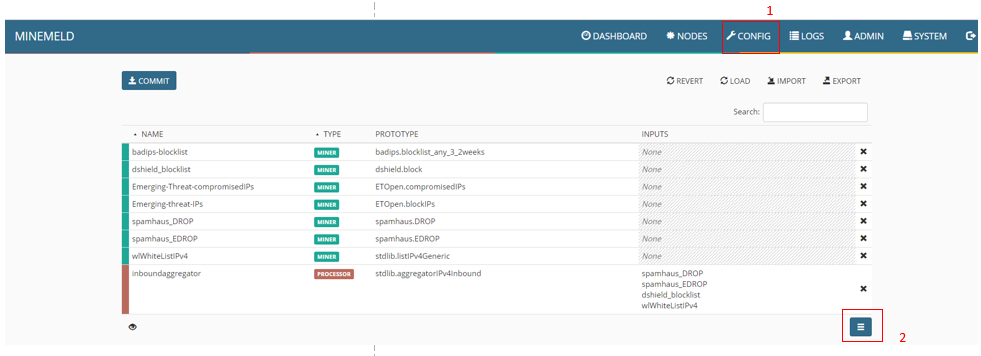 1
MINEMELD DASHBOARD NODES CONFIG LOGS ADMIN SYSTEM
COMMIT REVERT LOAD IMPORT EXPORT
Search:
NAME TYPE PROTOTYPE INPUTS
badips-blocklist MINER badips.blocklist_any_3_2weeks None
dshield_blocklist MINER dshield.block None
Emerging-Threat-compromisedIPs MINER ETOpen.compromisedIPs None
Emerging-threat-IPs MINER ETOpen.blockIPs None
spamhaus_DROP MINER spamhaus.DROP None
spamhaus_EDROP MINER spamhaus.EDROP None
wlWhiteListIPv4 MINER stdlib.listIPv4Generic None
inboundaggregator PROCESSOR stdlib.aggregatorIPv4Inbound spamhaus_DROP
spamhaus_EDROP
dshield_blocklist
wlWhiteListIPv4
2